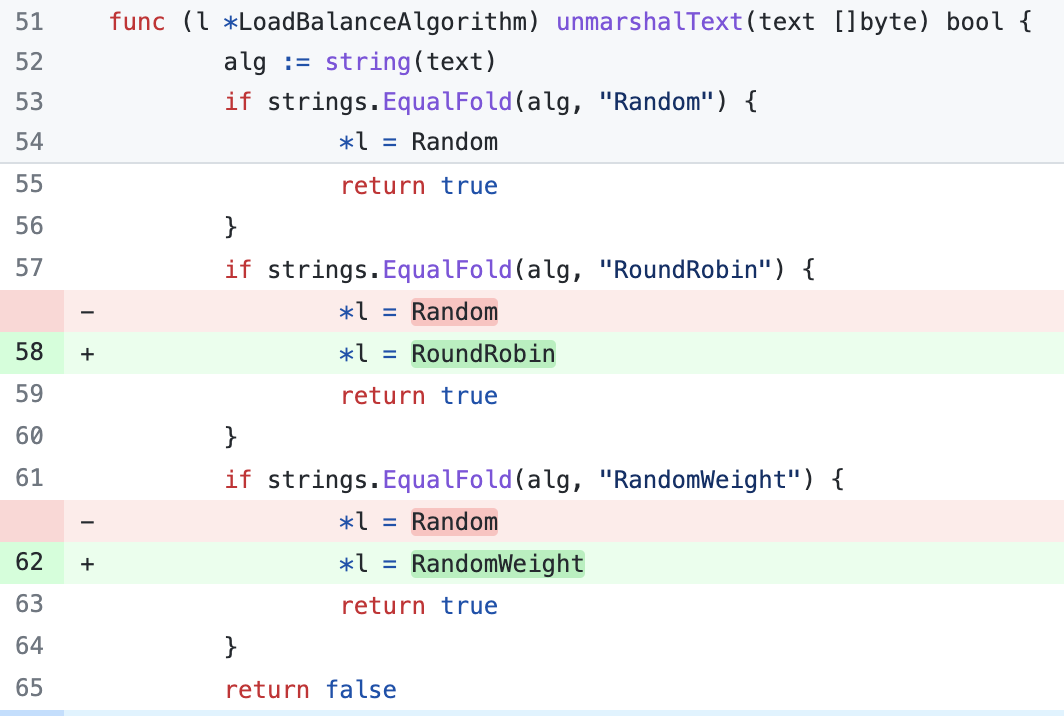 51 func (l *LoadBalanceAlgorithm) unmarshalText(text []byte) bool {
52 alg := string(text)
53 if strings.EqualFold(alg, "Random") {
54 *l = Random
55 return true
56 }
57 if strings.EqualFold(alg, "RoundRobin") {
- *l = Random
58 + *l = RoundRobin
59 return true
60 }
61 if strings.EqualFold(alg, "RandomWeight") {
- *l = Random
62 + *l = RandomWeight
63 return true
64 }
65 return false